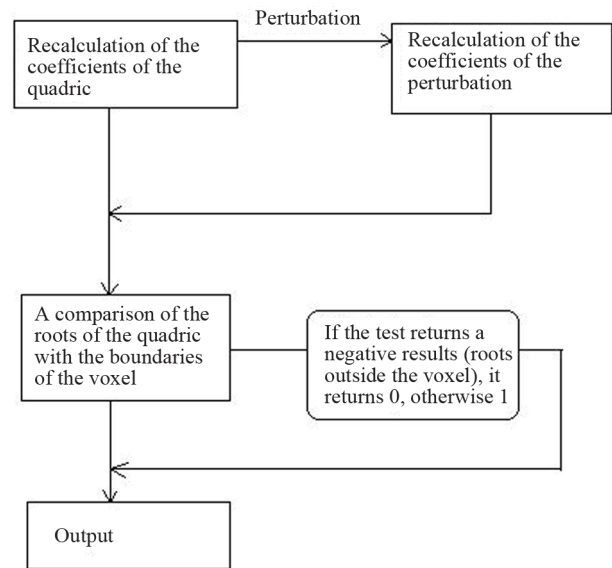 Perturbation
Recalculation of the
coefficients of the
quadric
Recalculation of the
coefficients of the
perturbation
A comparison of the
roots of the quadric
with the boundaries
of the voxel
If the test returns a
negative results (roots
outside the voxel), it
returns 0, otherwise 1
Output